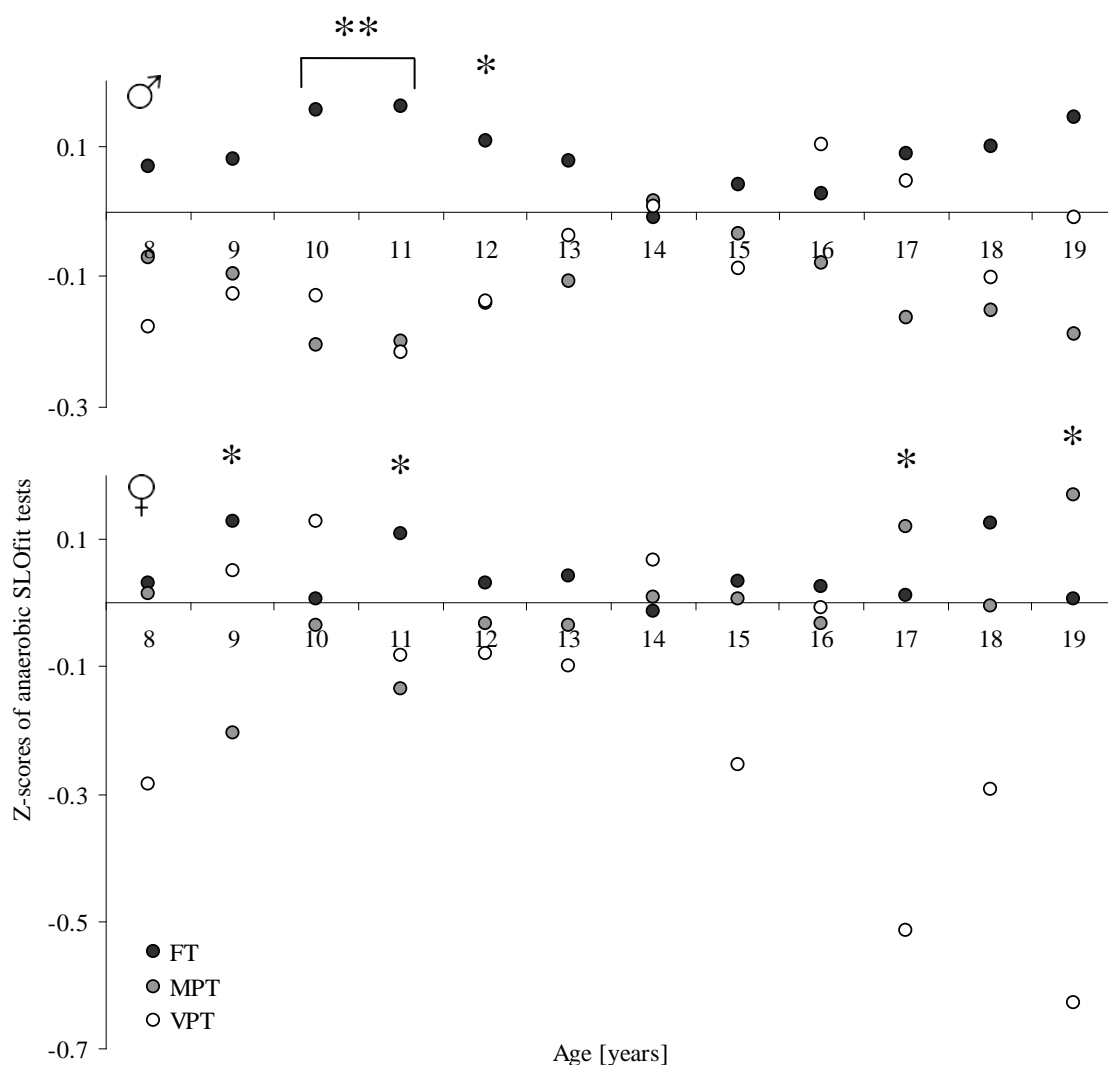 **
*
♂
0.1
8 9 10 11 12 13 14 15 16 17 18 19
-0.1
-0.3
* * * *
♀
0.1
8 9 10 11 12 13 14 15 16 17 18 19
-0.1
-0.3
-0.5
-0.7
Z-scores of anaerobic SLOfit tests
FT
MPT
VPT
Age [years]